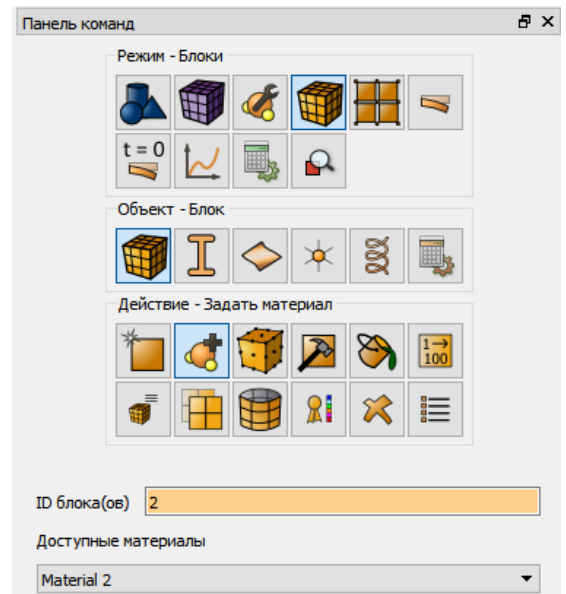 Панель команд
Режим - Блоки
t = 0
Объект - Блок
Действие - Задать материал
1→
100
ID блока(ов) 2
Доступные материалы
Material 2